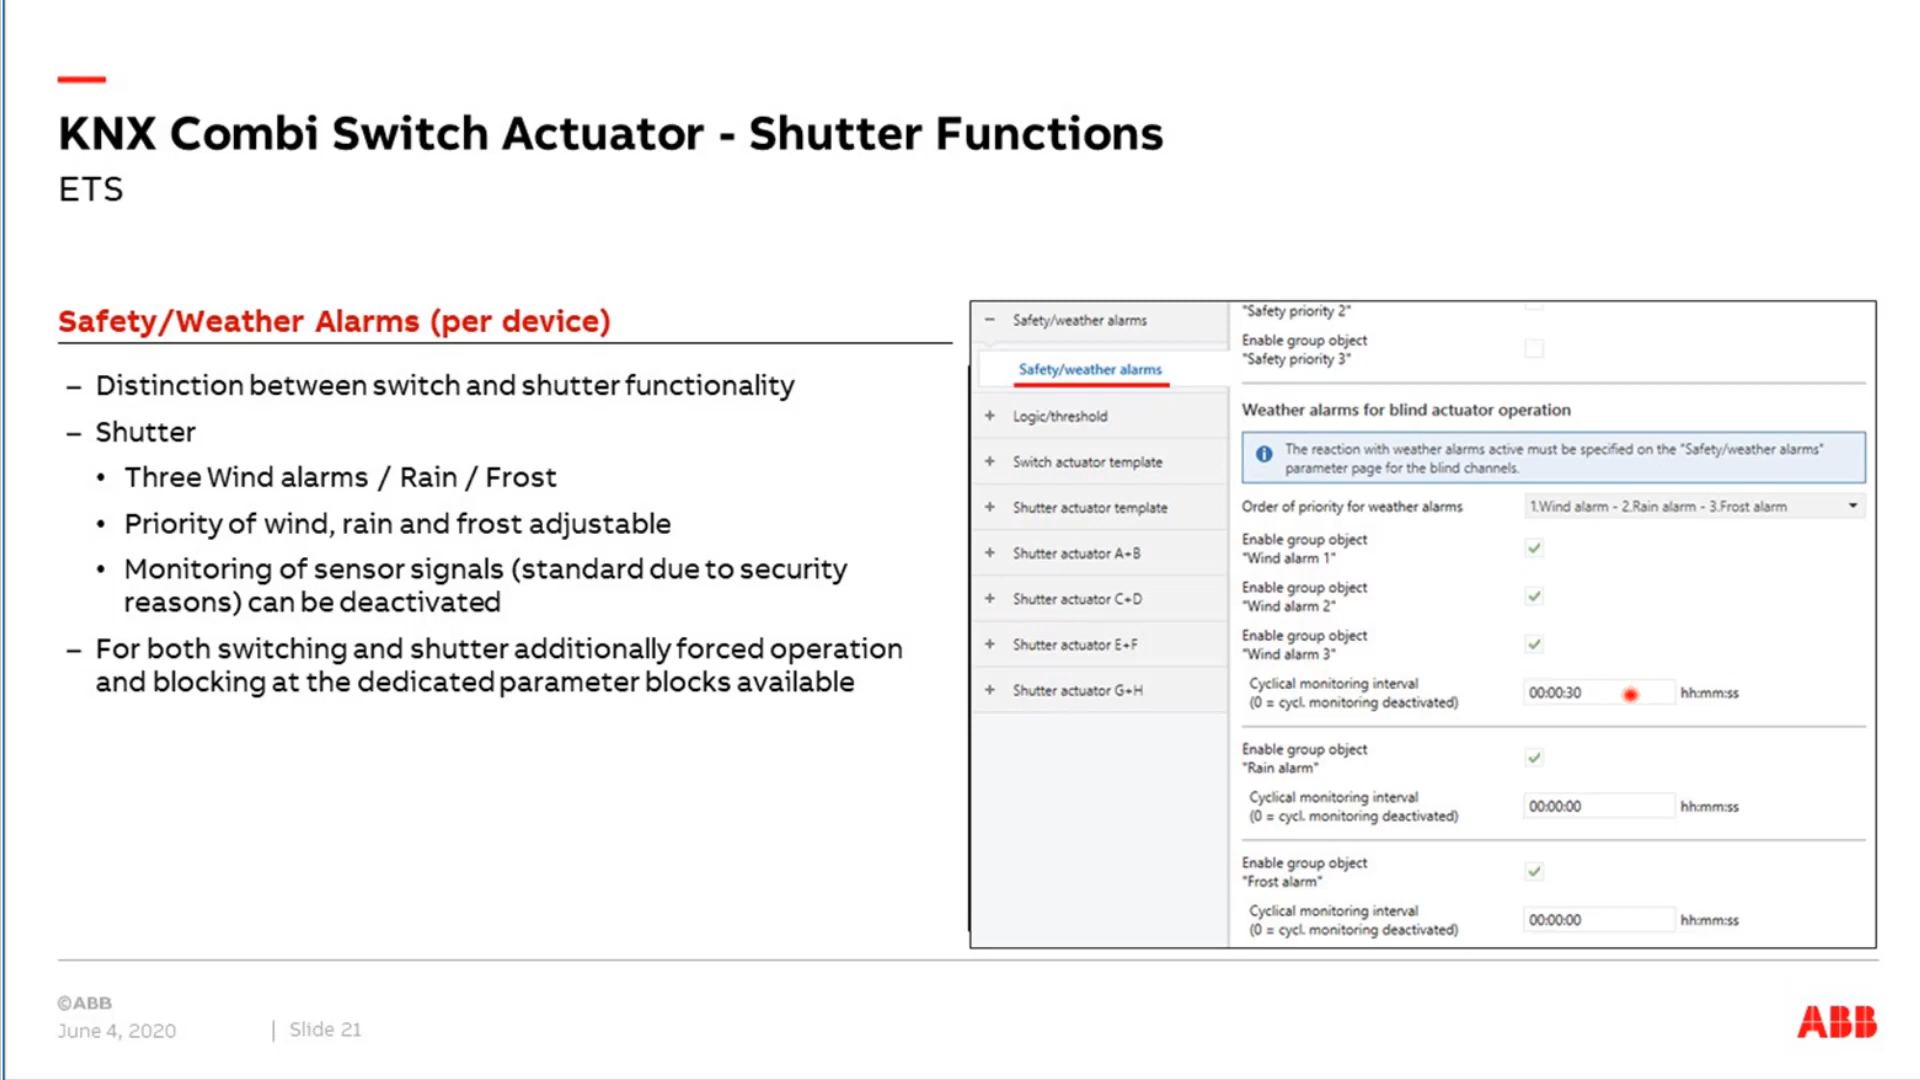 KNX Combi Switch Actuator - Shutter Functions
ETS
Safety/Weather Alarms (per device)
– Distinction between switch and shutter functionality
– Shutter
• Three Wind alarms / Rain / Frost
• Priority of wind, rain and frost adjustable
• Monitoring of sensor signals (standard due to security
reasons) can be deactivated
– For both switching and shutter additionally forced operation
and blocking at the dedicated parameter blocks available
− Safety/weather alarms
Safety/weather alarms
+ Logic/threshold
+ Switch actuator template
+ Shutter actuator template
+ Shutter actuator A+B
+ Shutter actuator C+D
+ Shutter actuator E+F
+ Shutter actuator G+H
"Safety priority 2"
Enable group object
"Safety priority 3"
Weather alarms for blind actuator operation
The reaction with weather alarms active must be specified on the "Safety/weather alarms"
parameter page for the blind channels.
Order of priority for weather alarms 1.Wind alarm - 2.Rain alarm - 3.Frost alarm
Enable group object
"Wind alarm 1"
Enable group object
"Wind alarm 2"
Enable group object
"Wind alarm 3"
Cyclical monitoring interval
(0 = cycl. monitoring deactivated) 00:00:30 hh:mm:ss
Enable group object
"Rain alarm"
Cyclical monitoring interval
(0 = cycl. monitoring deactivated) 00:00:00 hh:mm:ss
Enable group object
"Frost alarm"
Cyclical monitoring interval
(0 = cycl. monitoring deactivated) 00:00:00 hh:mm:ss
©ABB
June 4, 2020 | Slide 21
ABB